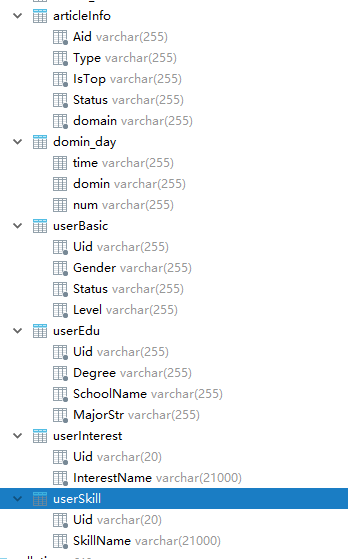 articleInfo
Aid varchar(255)
Type varchar(255)
IsTop varchar(255)
Status varchar(255)
domain varchar(255)
domin_day
time varchar(255)
domin varchar(255)
num varchar(255)
userBasic
Uid varchar(255)
Gender varchar(255)
Status varchar(255)
Level varchar(255)
userEdu
Uid varchar(255)
Degree varchar(255)
SchoolName varchar(255)
MajorStr varchar(255)
userInterest
Uid varchar(20)
InterestName varchar(21000)
userSkill
Uid varchar(20)
SkillName varchar(21000)